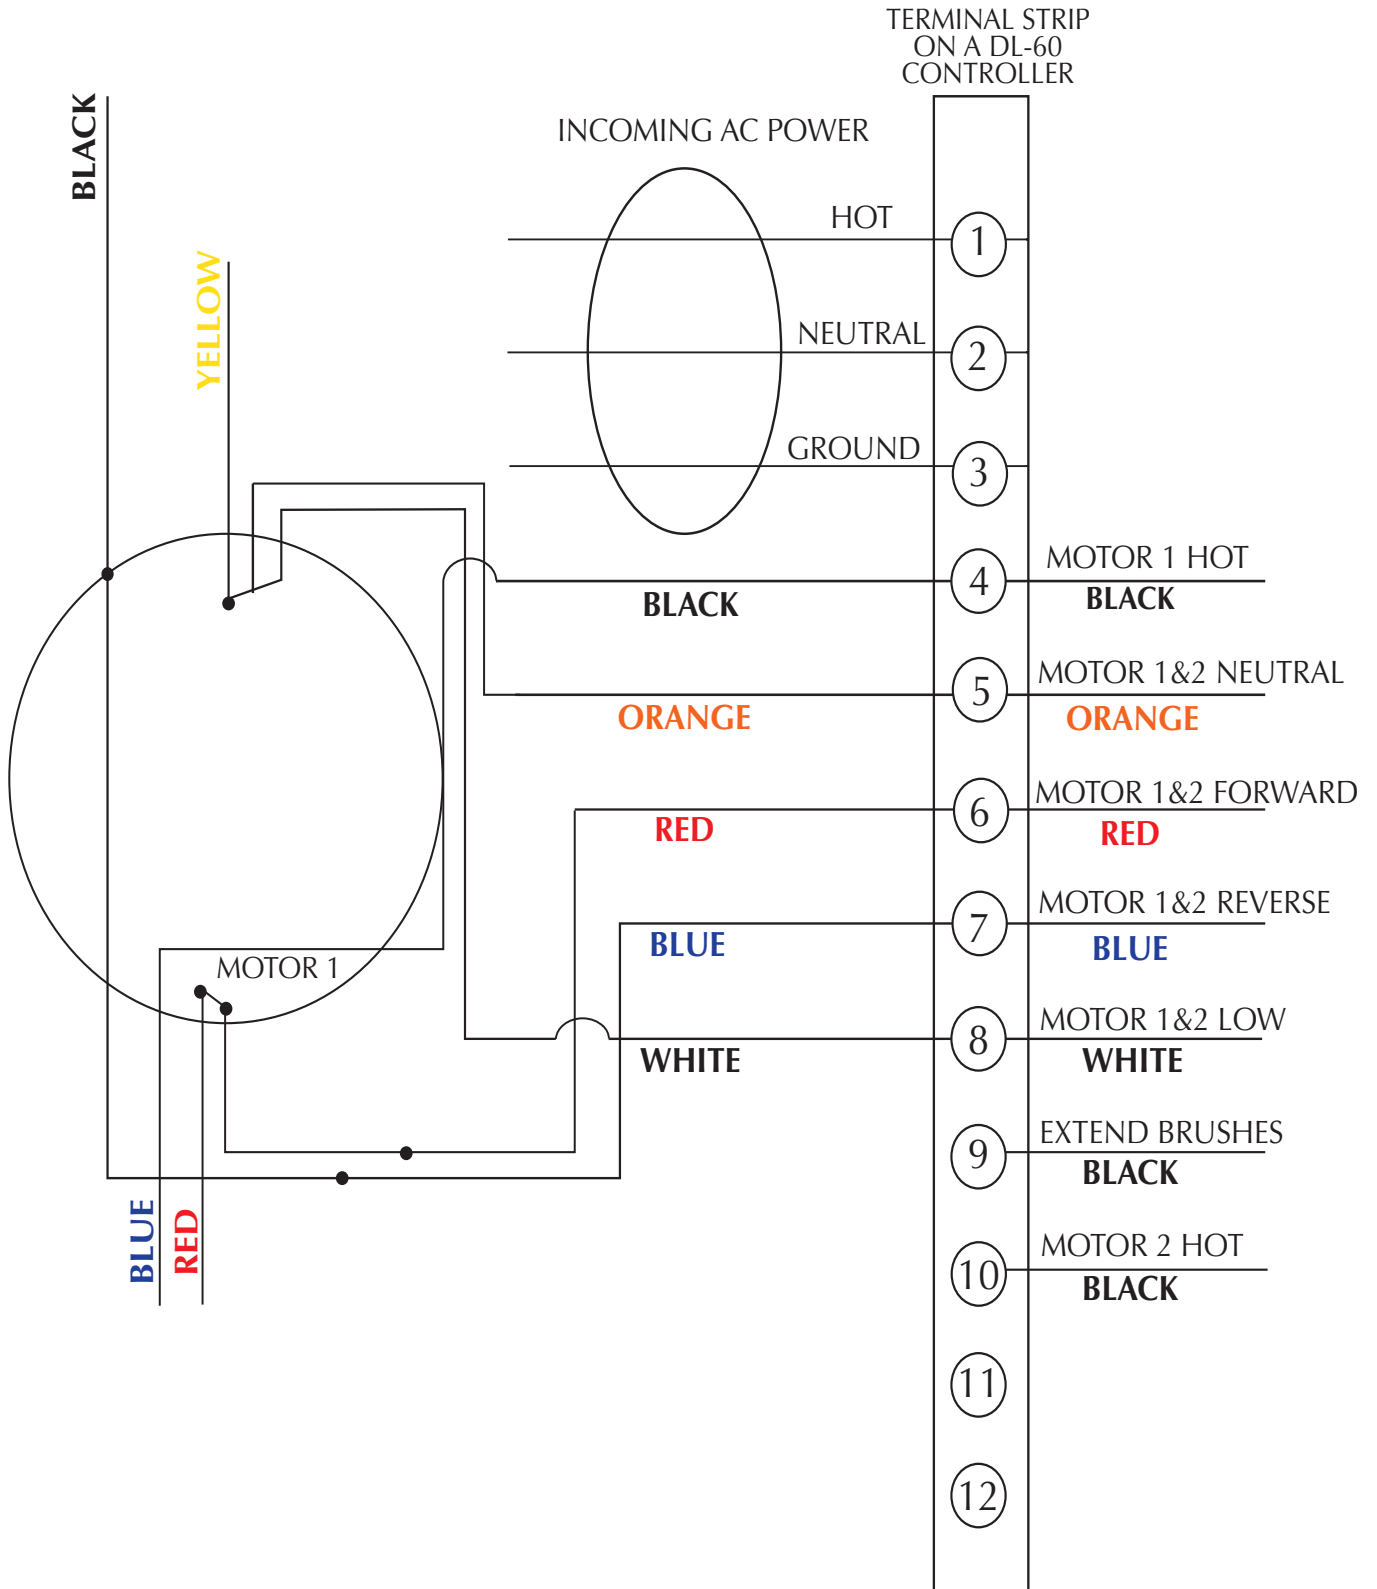 TERMINAL STRIP
ON A DL-60
CONTROLLER
BLACK
INCOMING AC POWER
HOT
1
YELLOW
NEUTRAL
2
GROUND
3
MOTOR 1 HOT
4
BLACK
BLACK
MOTOR 1&2 NEUTRAL
5
ORANGE
ORANGE
MOTOR 1&2 FORWARD
6
RED
RED
MOTOR 1&2 REVERSE
7
BLUE
BLUE
MOTOR 1
MOTOR 1&2 LOW
8
WHITE
WHITE
EXTEND BRUSHES
9
BLACK
BLUE
RED
MOTOR 2 HOT
10
BLACK
11
12